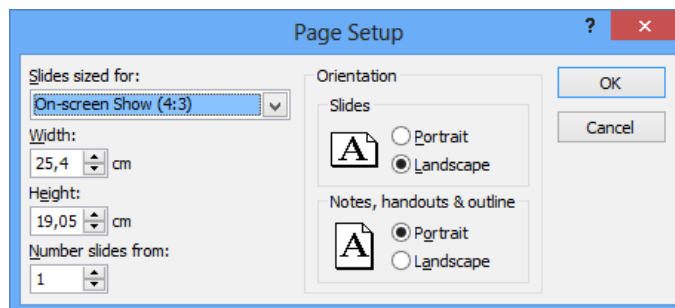 Page Setup
?
Slides sized for:
On-screen Show (4:3)
Width:
25,4 cm
Height:
19,05 cm
Number slides from:
1
Orientation
Slides
A
Portrait
Landscape
Notes, handouts & outline
A
Portrait
Landscape
OK
Cancel